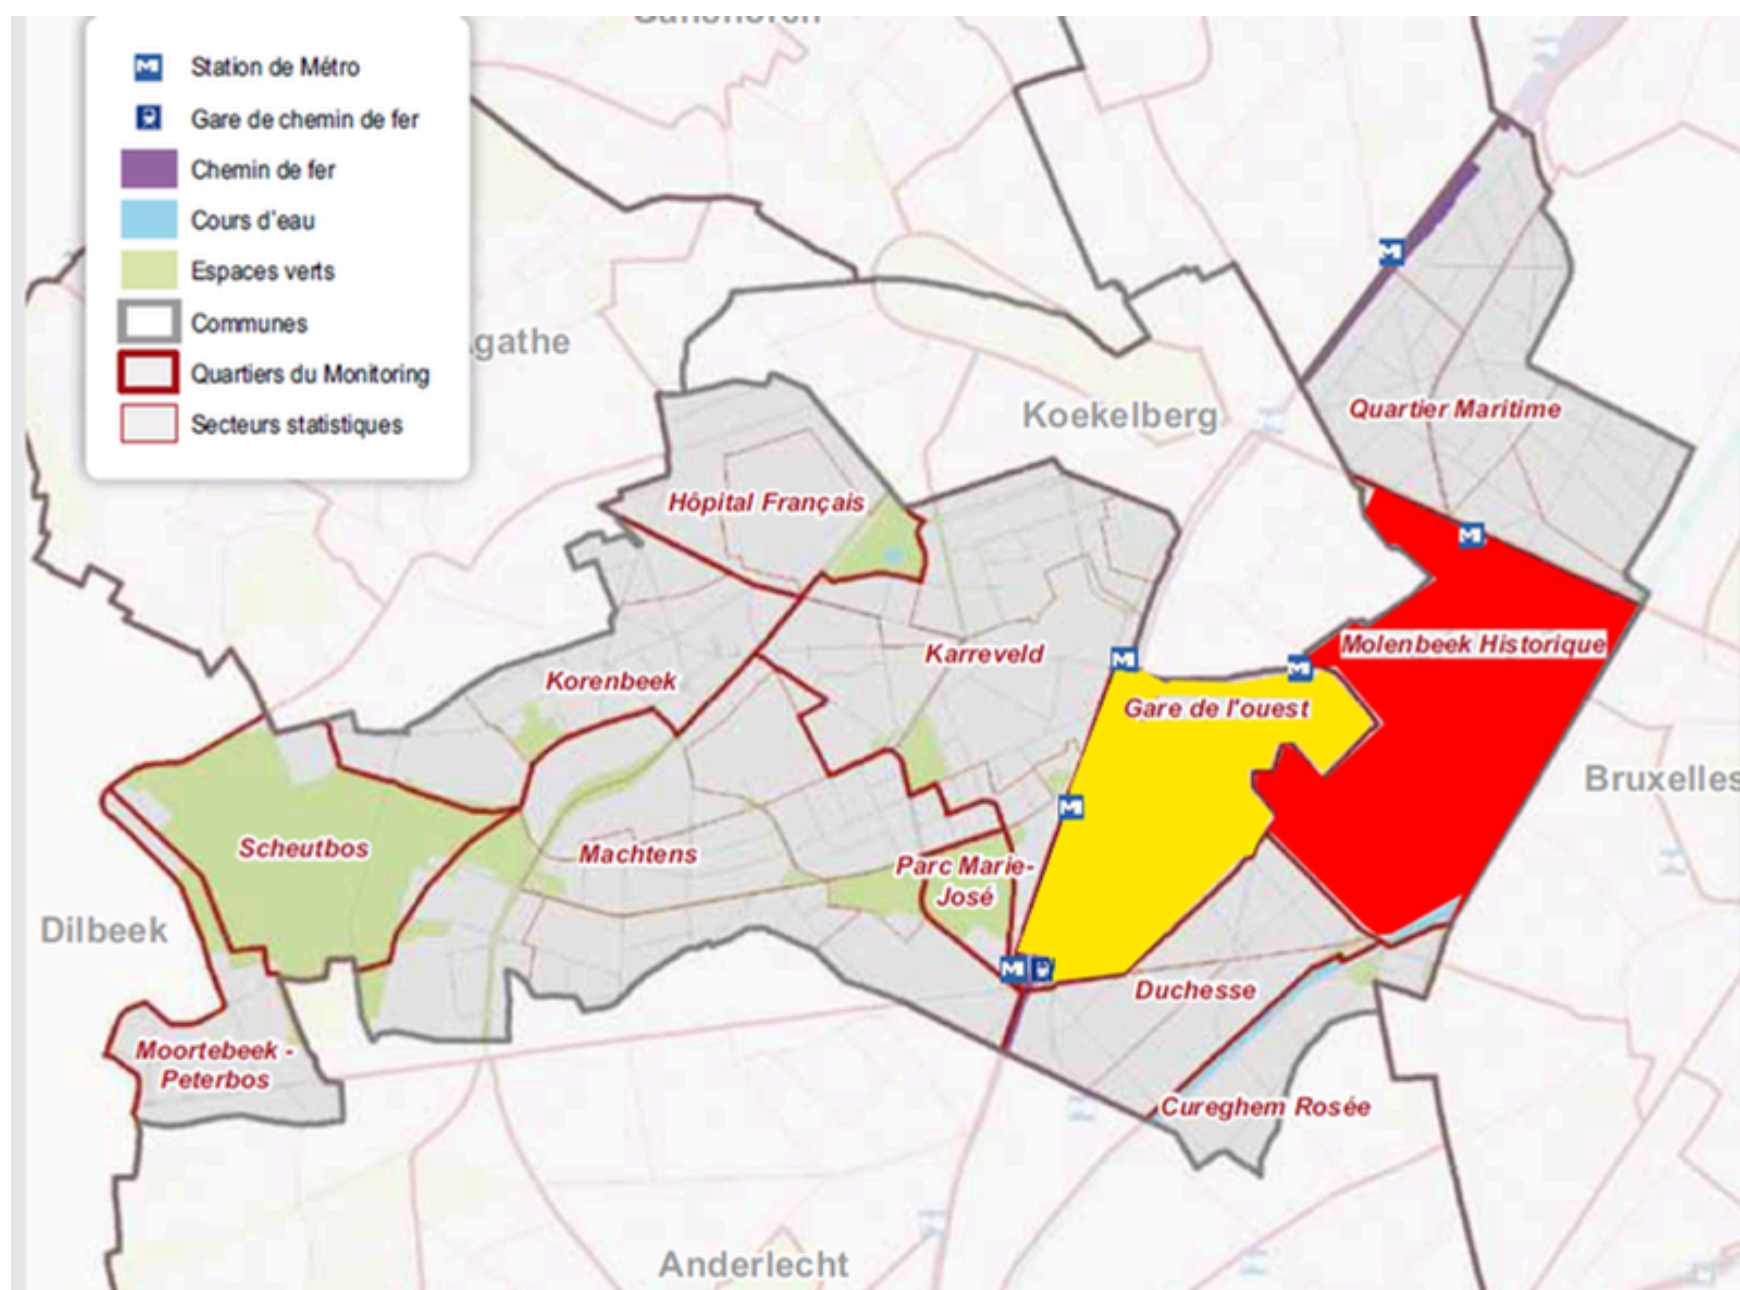 Station de Métro
Gare de chemin de fer
Chemin de fer
Cours d'eau
Espaces verts
Communes
Quartiers du Monitoring
Secteurs statistiques
gathe
Koekelberg
Quartier Maritime
Hôpital Français
Molenbeek Historique
Karreveld
Korenbeek
Gare de l'ouest
Bruxelles
Scheutbos
Machtens
Parc Marie-
José
Dilbeek
Duchesse
Moortebeek -
Peterbos
Cureghem Rosée
Anderlecht